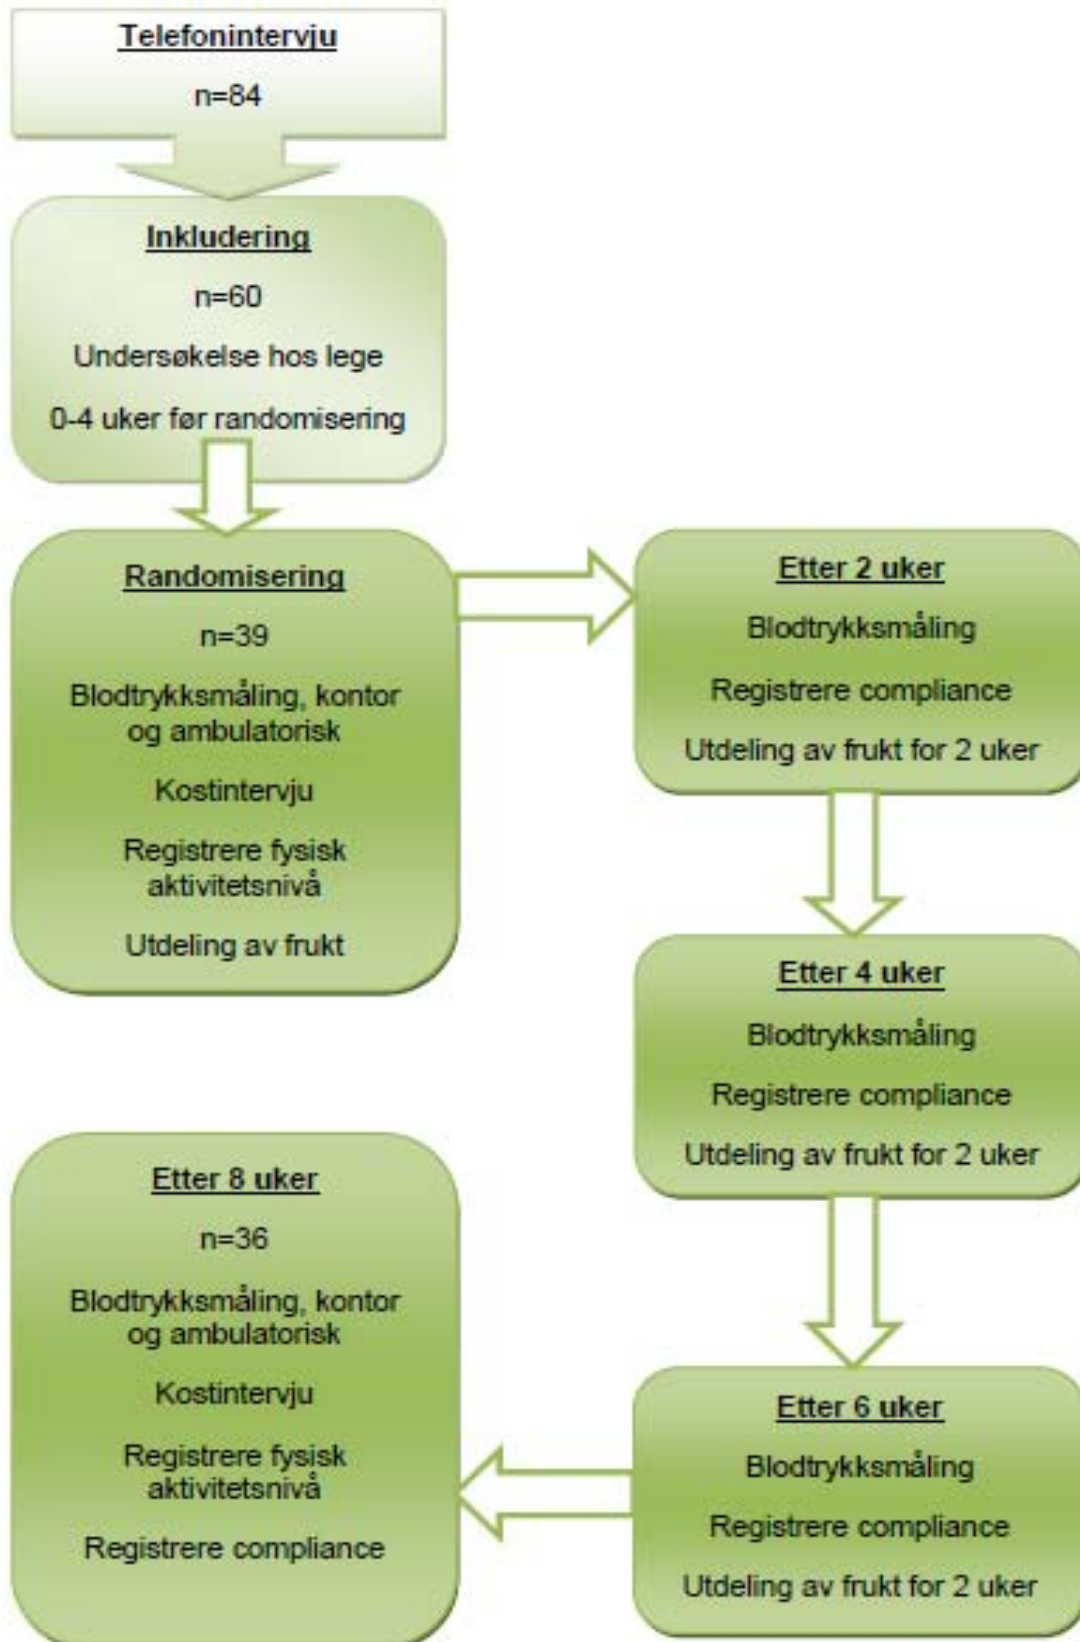 Telefonintervju
n=84
Inkludering
n=60
Undersøkelse hos lege
0-4 uker før randomisering
Randomisering
n=39
Blodtrykksmåling, kontor
og ambulatorisk
Kostintervju
Registrere fysisk
aktivitetsnivå
Utdeling av frukt
Etter 2 uker
Blodtrykksmåling
Registrere compliance
Utdeling av frukt for 2 uker
Etter 4 uker
Blodtrykksmåling
Registrere compliance
Utdeling av frukt for 2 uker
Etter 6 uker
Blodtrykksmåling
Registrere compliance
Utdeling av frukt for 2 uker
Etter 8 uker
n=36
Blodtrykksmåling, kontor
og ambulatorisk
Kostintervju
Registrere fysisk
aktivitetsnivå
Registrere compliance